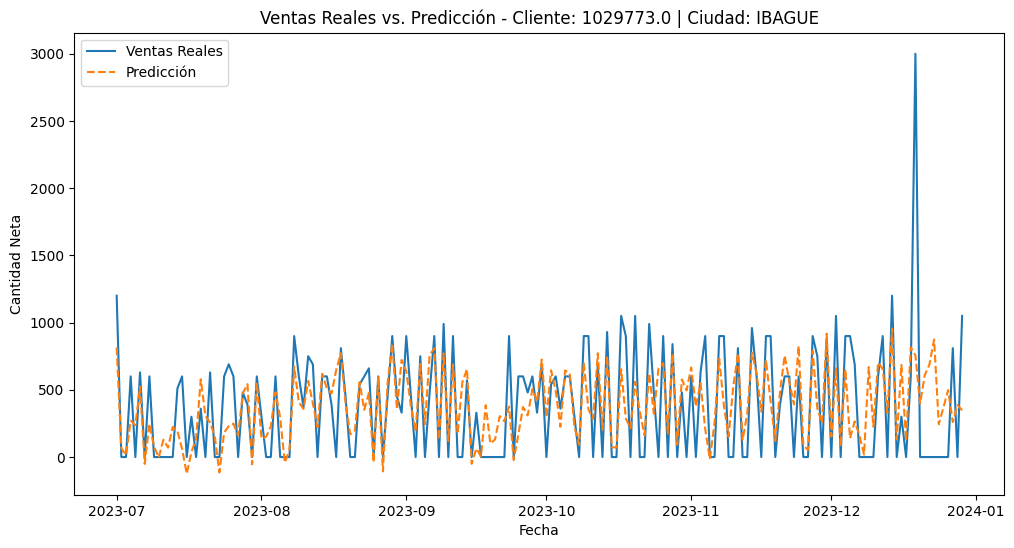 Ventas Reales vs. Predicción - Cliente: 1029773.0 | Ciudad: IBAGUE
Ventas Reales
Predicción
3000
2500
2000
1500
1000
500
0
Cantidad Neta
2023-07
2023-08
2023-09
2023-10
2023-11
2023-12
2024-01
Fecha